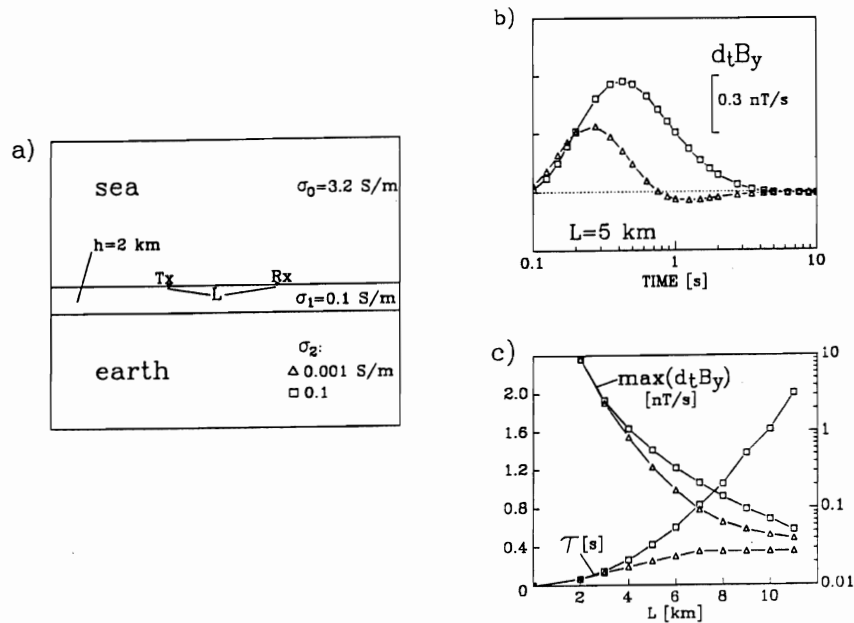 a)
sea
σ₀=3.2 S/m
h=2 km
Tx
Rx
L
σ₁=0.1 S/m
σ₂:
earth
△ 0.001 S/m
□ 0.1
b)
dₜBᵧ
0.3 nT/s
L=5 km
0.1
1
10
TIME [s]
c)
max(dₜBᵧ)
[nT/s]
τ[s]
2.0
1.6
1.2
0.8
0.4
0
10
1
0.1
0.01
2
4
6
8
10
L [km]